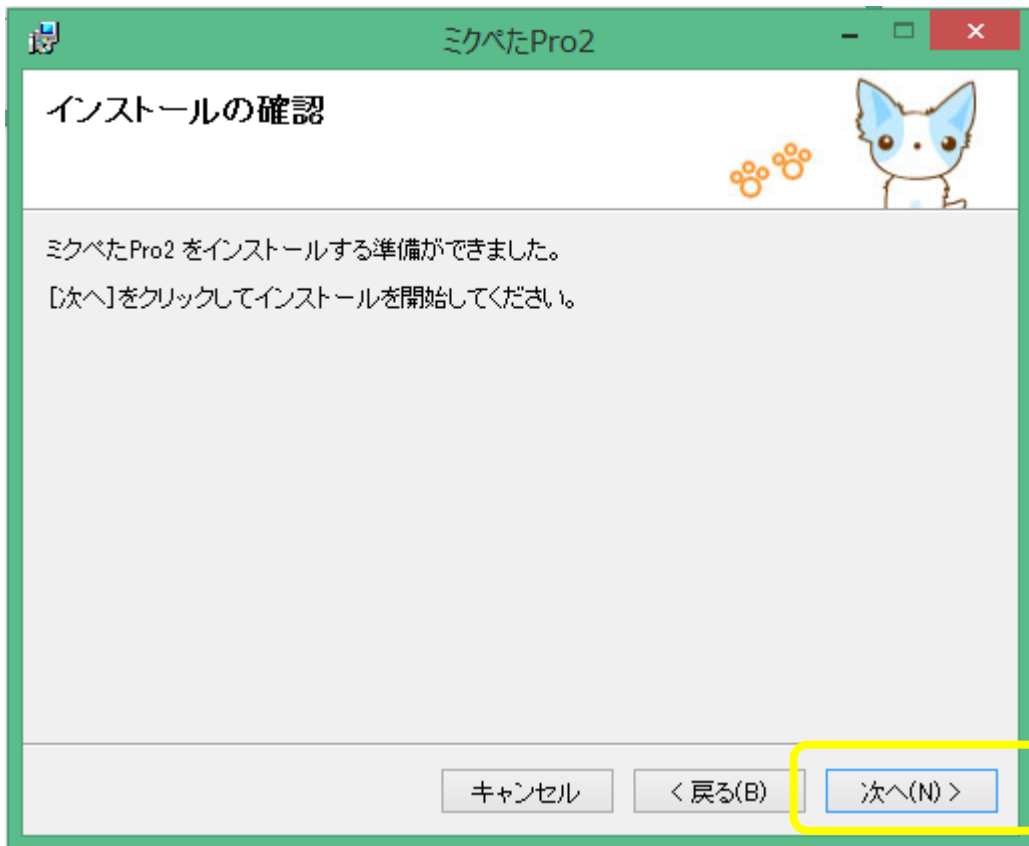 ミクペたPro2
インストールの確認
ミクペたPro2 をインストールする準備ができました。
[次へ]をクリックしてインストールを開始してください。
キャンセル
< 戻る(B)
次へ(N) >